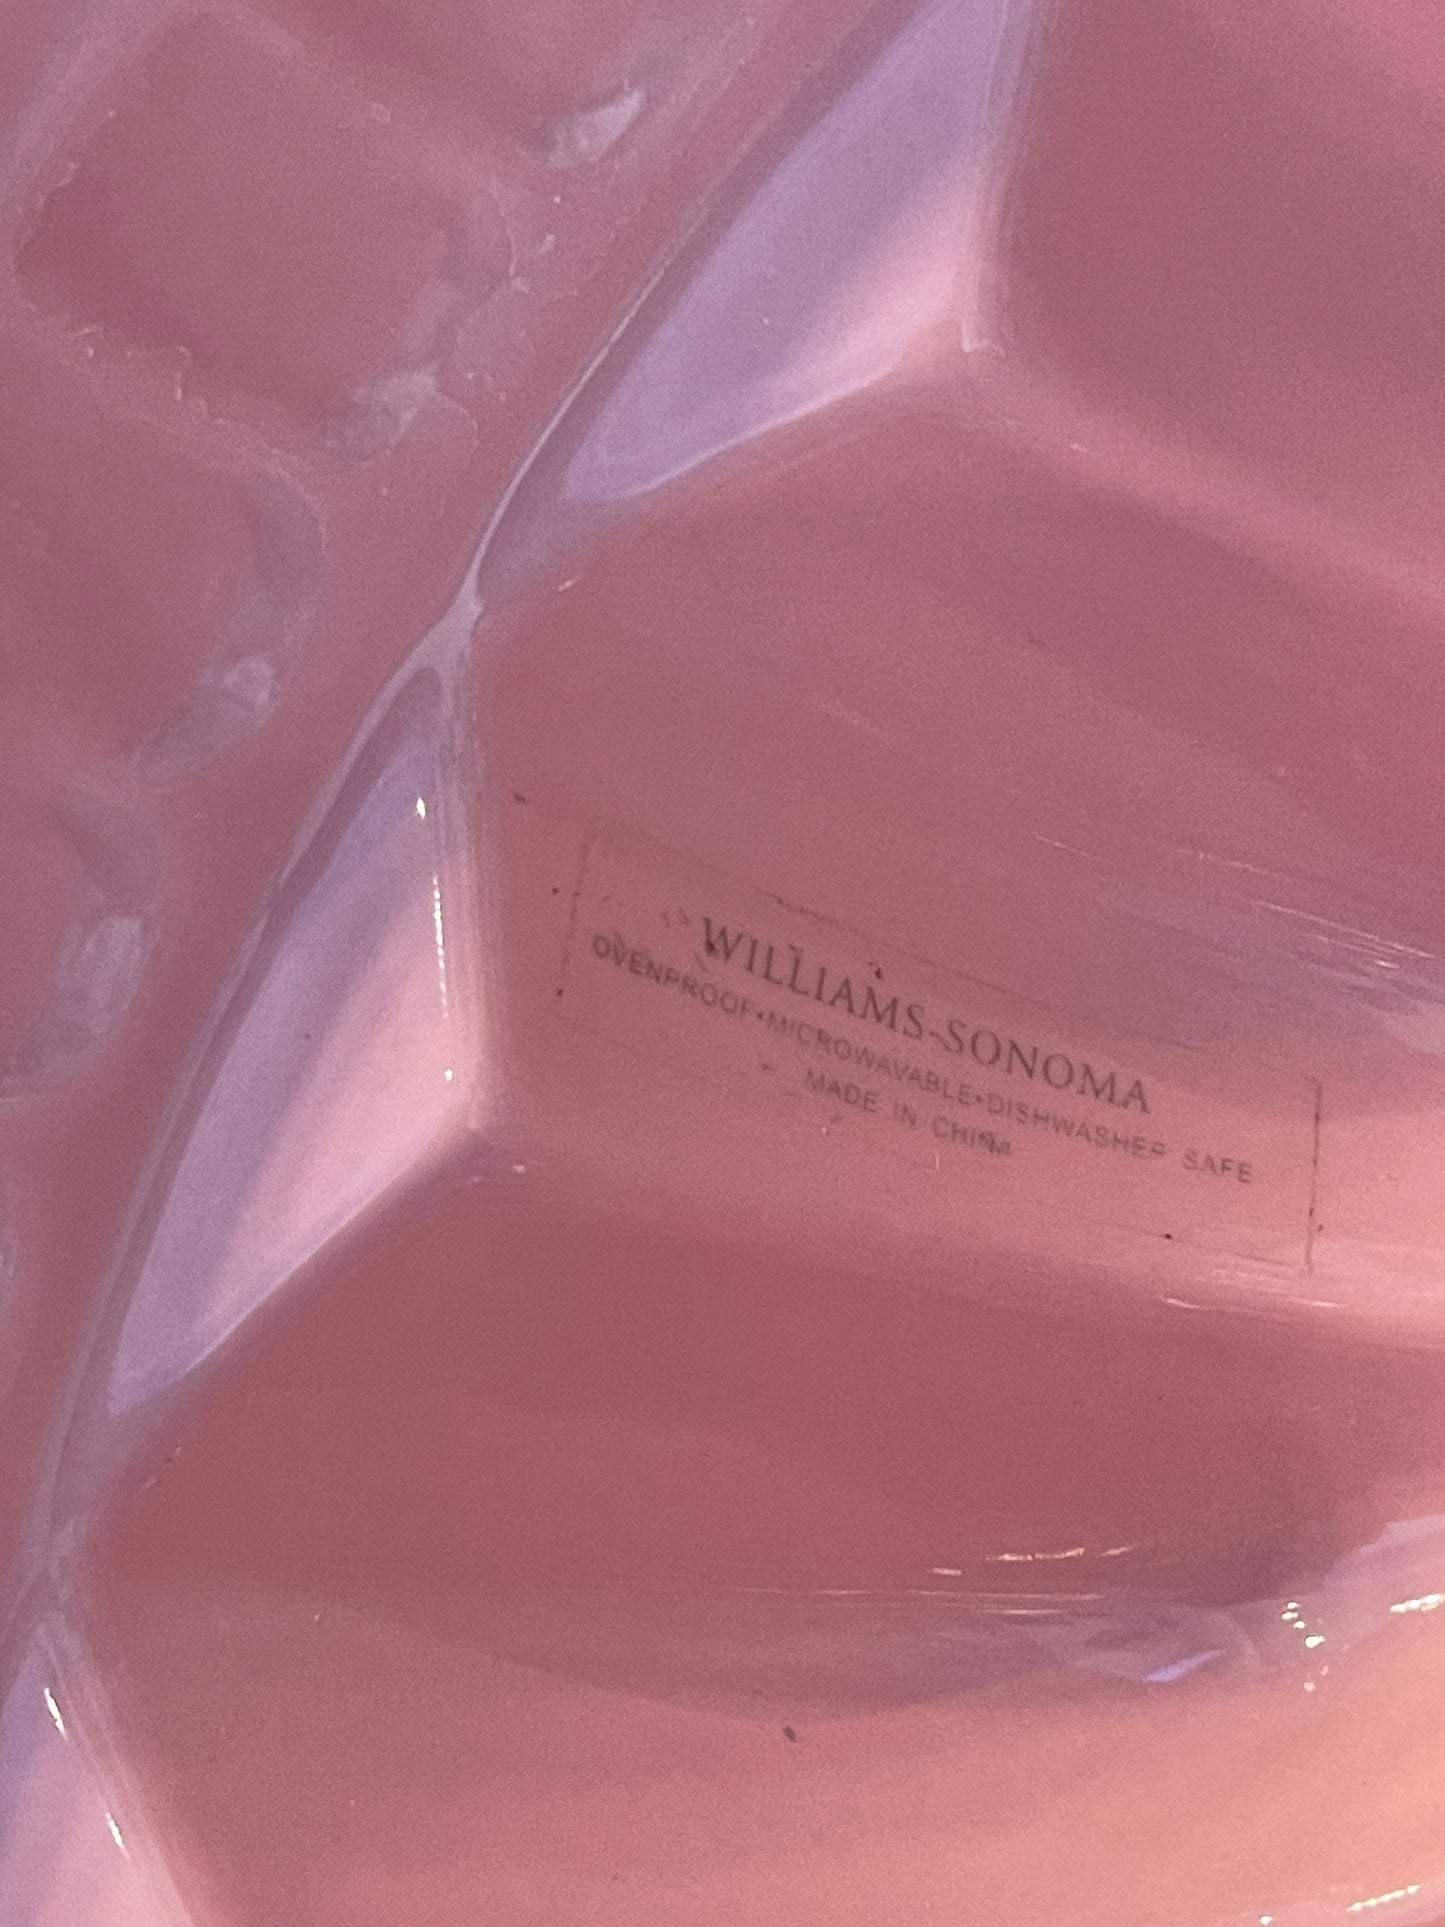 WILLIAMS-SONOMA
OVENPROOF•MICROWAVABLE•DISHWASHER SAFE
MADE IN CHINA